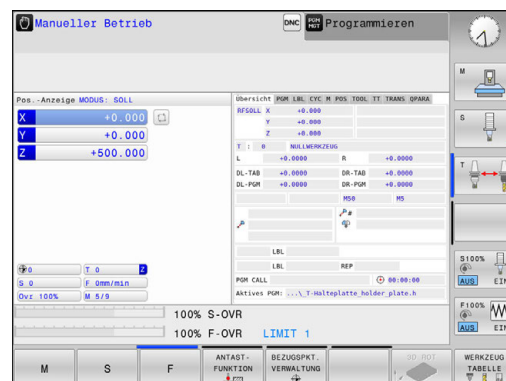 Manueller Betrieb
DNC
PGM MGT
Programmieren
Pos.-Anzeige MODUS: SOLL
X +0.000
Y +0.000
Z +500.000
0 T 0 Z
S 0 F 0mm/min
Ovr 100% M 5/9
Übersicht PGM LBL CYC M POS TOOL TT TRANS QPARA
RFSOLL X +0.000
Y +0.000
Z +0.000
T : 0 NULLWERKZEUG
L +0.0000 R +0.0000
DL-TAB +0.0000 DR-TAB +0.0000
DL-PGM +0.0000 DR-PGM +0.0000
M50 M5
P#
LBL
LBL REP
PGM CALL 00:00:00
Aktives PGM: ...\_T-Halteplatte_holder_plate.h
100% S-OVR
100% F-OVR LIMIT 1
M
S
T
S100%
AUS EIN
F100%
AUS EIN
M
S
F
ANTAST-
FUNKTION
BEZUGSPKT.
VERWALTUNG
3D ROT
WERKZEUG
TABELLE